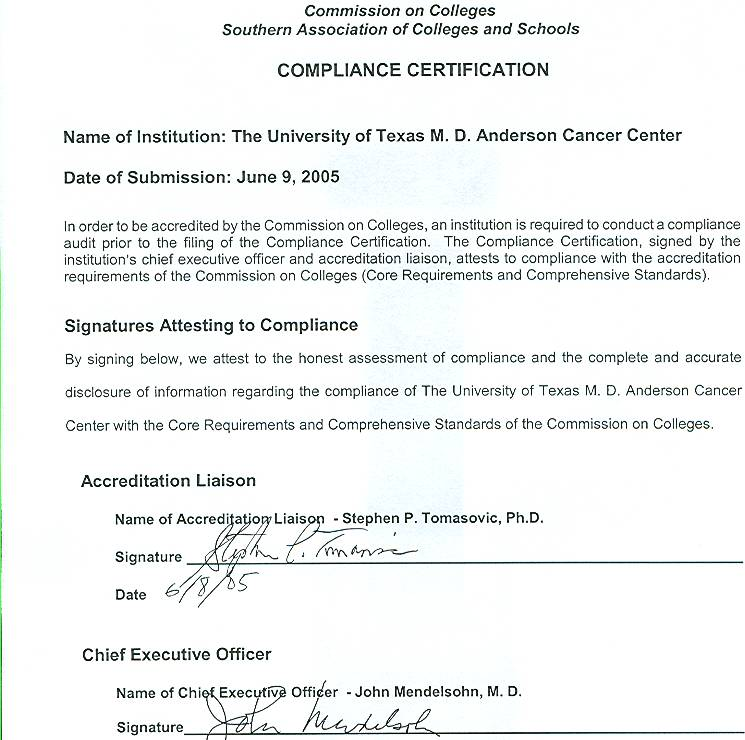 Commission on Colleges
Southern Association of Colleges and Schools
COMPLIANCE CERTIFICATION
Name of Institution: The University of Texas M. D. Anderson Cancer Center
Date of Submission: June 9, 2005
In order to be accredited by the Commission on Colleges, an institution is required to conduct a compliance
audit prior to the filing of the Compliance Certification. The Compliance Certification, signed by the
institution's chief executive officer and accreditation liaison, attests to compliance with the accreditation
requirements of the Commission on Colleges (Core Requirements and Comprehensive Standards).
Signatures Attesting to Compliance
By signing below, we attest to the honest assessment of compliance and the complete and accurate
disclosure of information regarding the compliance of The University of Texas M. D. Anderson Cancer
Center with the Core Requirements and Comprehensive Standards of the Commission on Colleges.
Accreditation Liaison
Name of Accreditation Liaison - Stephen P. Tomasovic, Ph.D.
Signature Stephen P. Tomasovic
Date 6/8/05
Chief Executive Officer
Name of Chief Executive Officer - John Mendelsohn, M. D.
Signature John Mendelsohn